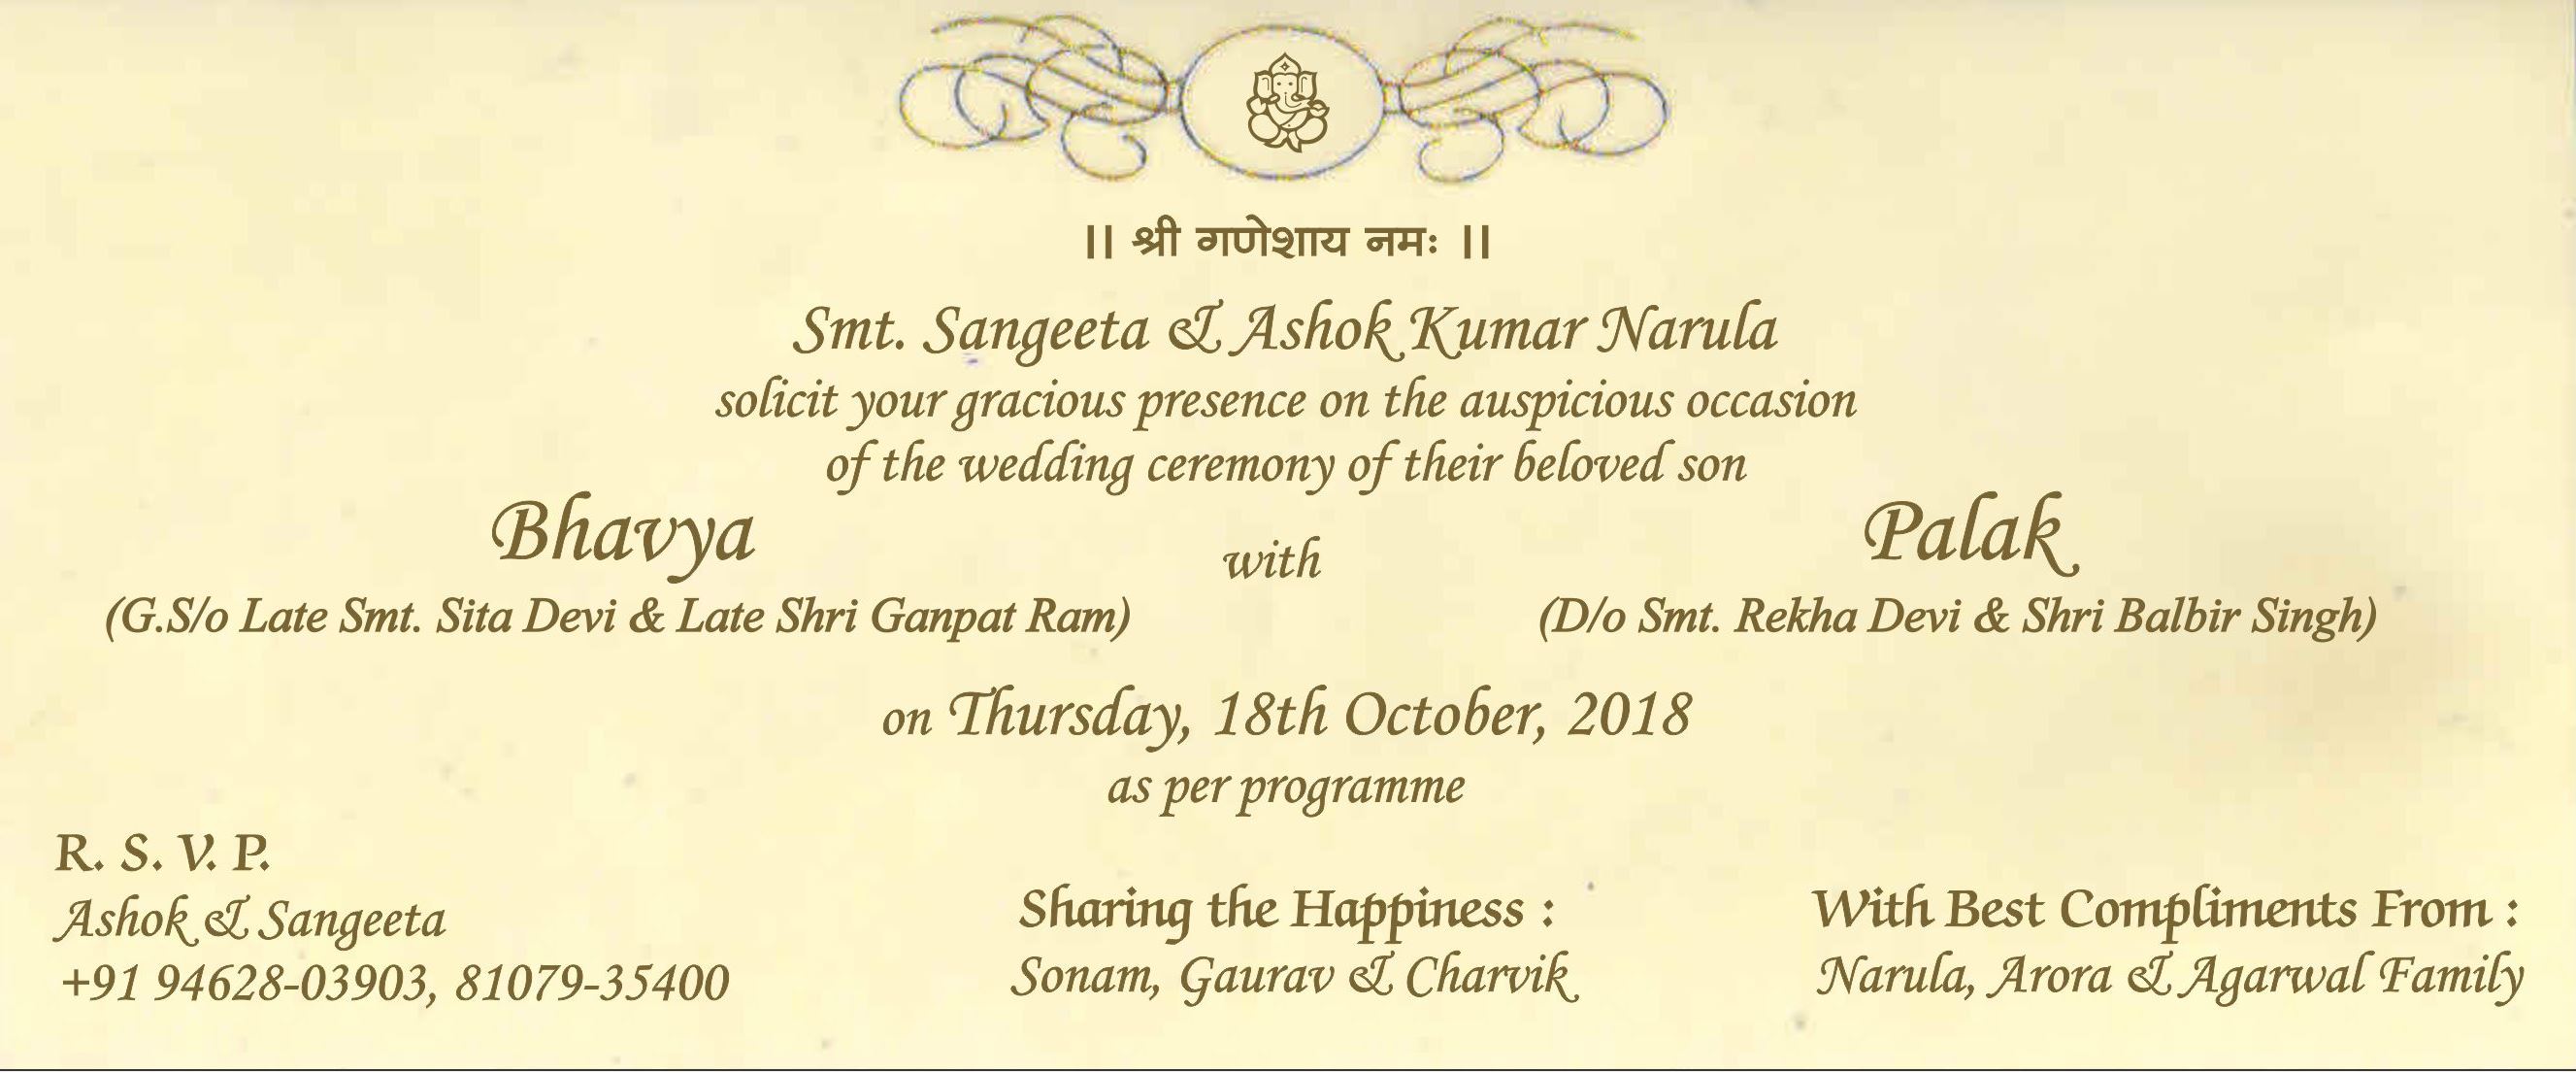 || श्री गणेशाय नमः ||
Smt. Sangeeta & Ashok Kumar Narula
solicit your gracious presence on the auspicious occasion
of the wedding ceremony of their beloved son
Bhavya with Palak
(G.S/o Late Smt. Sita Devi & Late Shri Ganpat Ram) (D/o Smt. Rekha Devi & Shri Balbir Singh)
on Thursday, 18th October, 2018
as per programme
R. S. V. P.
Ashok & Sangeeta
+91 94628-03903, 81079-35400
Sharing the Happiness :
Sonam, Gaurav & Charvik
With Best Compliments From :
Narula, Arora & Agarwal Family